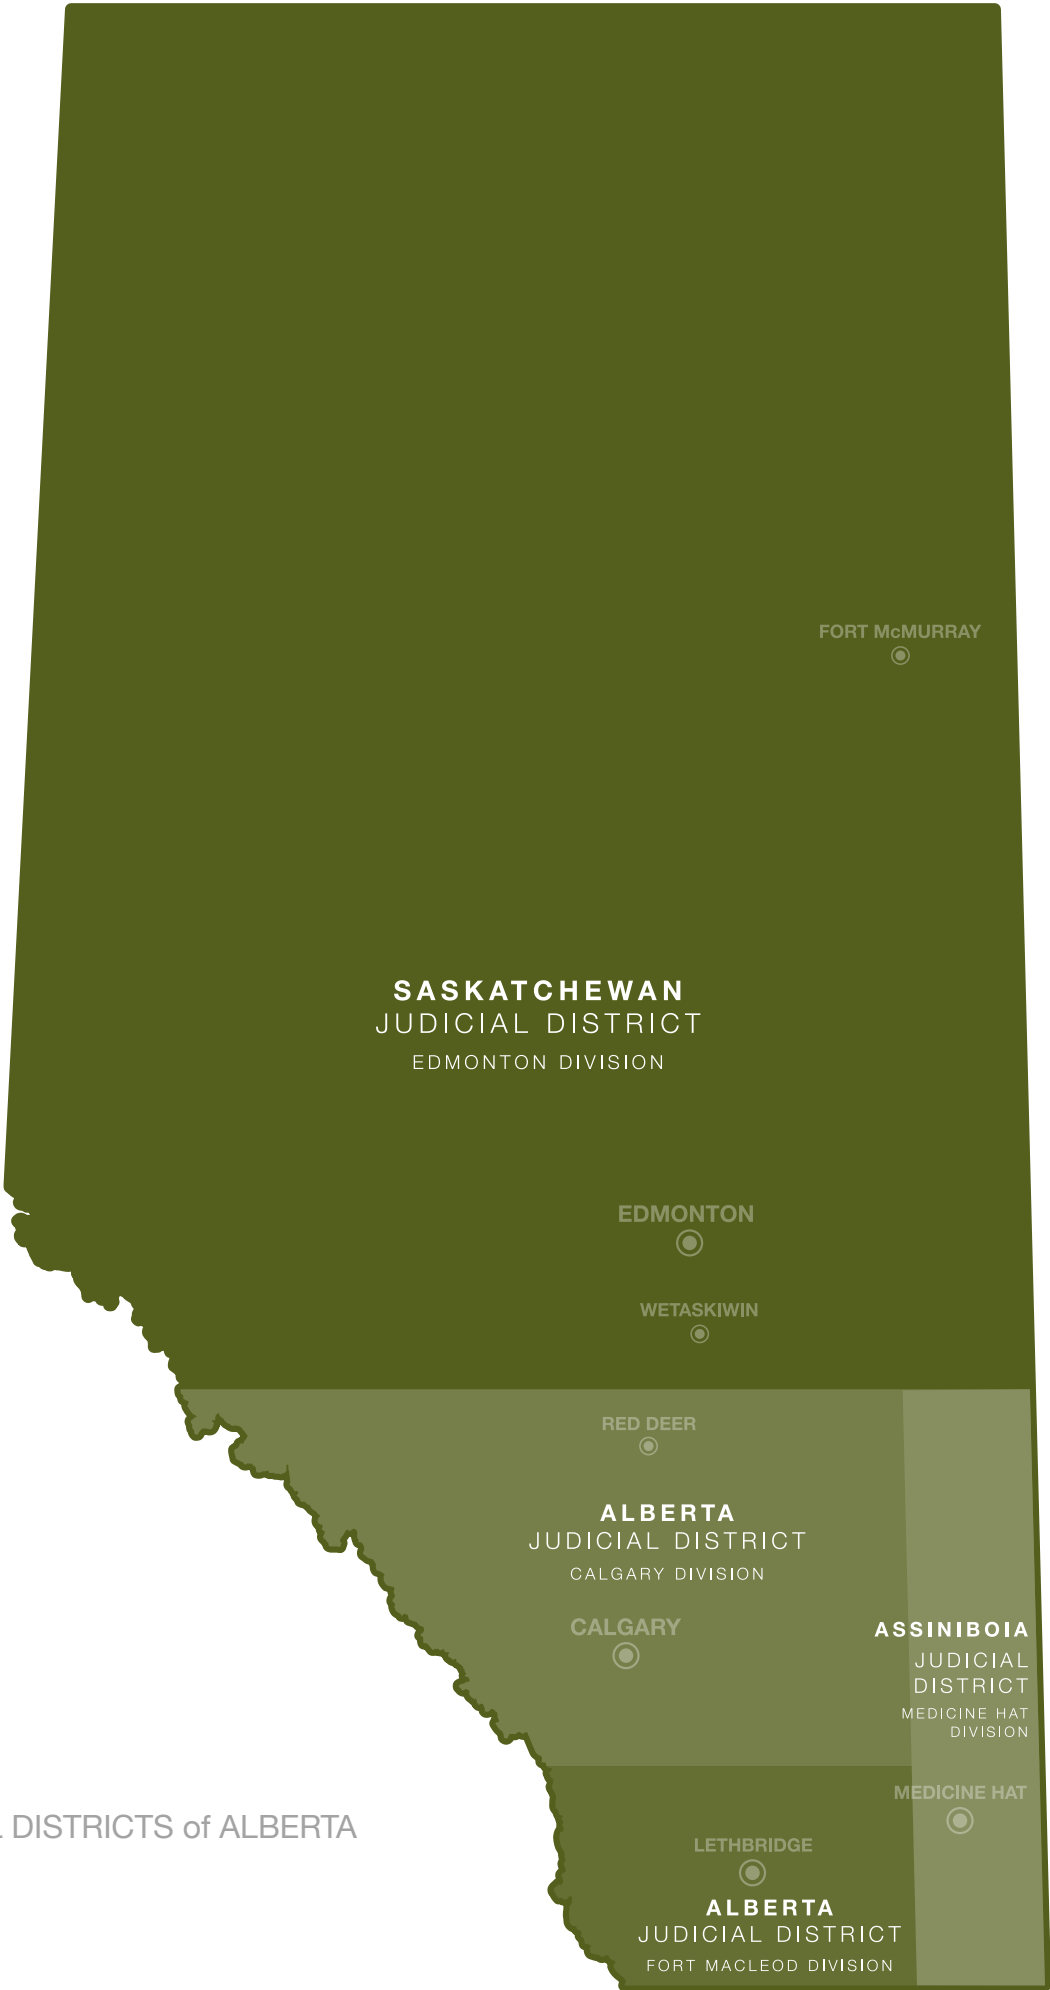 FORT McMURRAY
SASKATCHEWAN
JUDICIAL DISTRICT
EDMONTON DIVISION
EDMONTON
WETASKIWIN
RED DEER
ALBERTA
JUDICIAL DISTRICT
CALGARY DIVISION
CALGARY
ASSINIBOIA
JUDICIAL
DISTRICT
MEDICINE HAT
DIVISION
MEDICINE HAT
DISTRICTS of ALBERTA
LETHBRIDGE
ALBERTA
JUDICIAL DISTRICT
FORT MACLEOD DIVISION